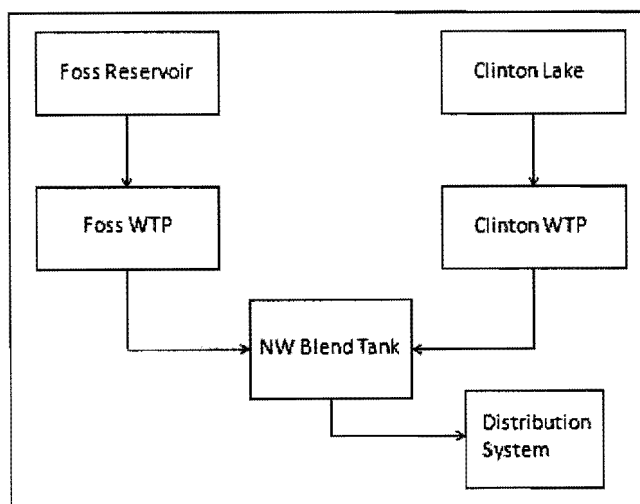 Foss Reservoir
Clinton Lake
Foss WTP
Clinton WTP
NW Blend Tank
Distribution
System